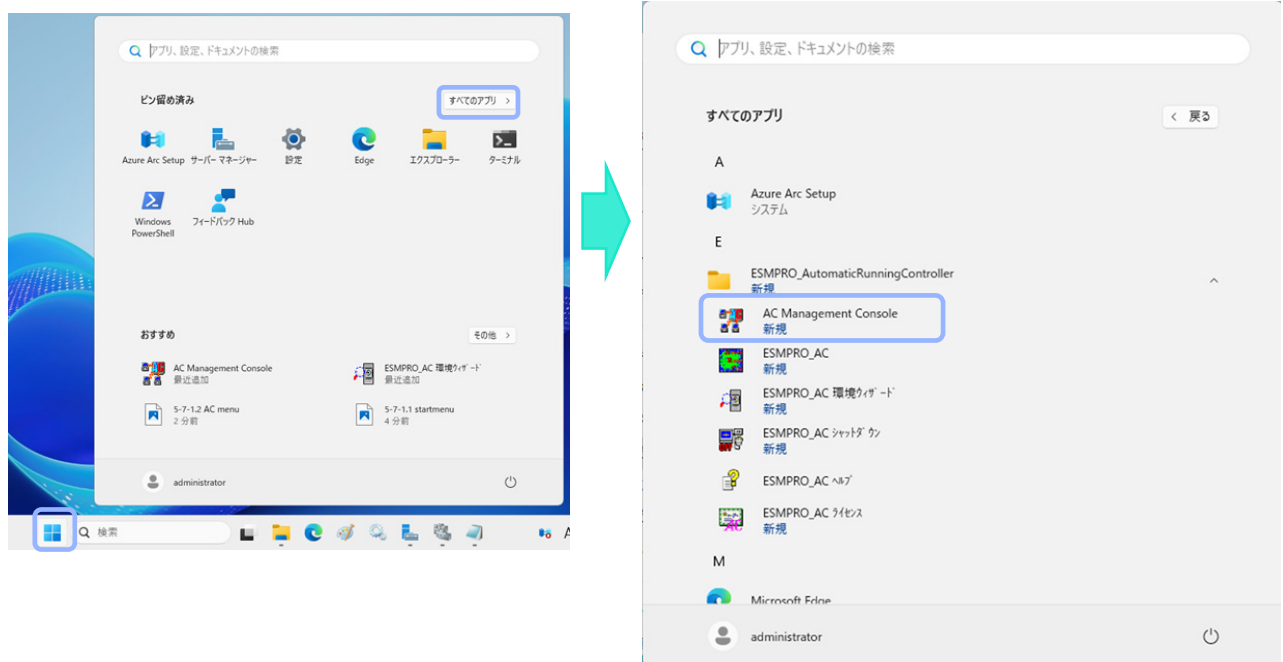 アプリ、設定、ドキュメントの検索
ピン留め済み
すべてのアプリ >
Azure Arc Setup
サーバー マネージャー
設定
Edge
エクスプローラー
ターミナル
Windows PowerShell
フィードバック Hub
おすすめ
その他 >
AC Management Console
最近追加
ESMPRO_AC 環境ウィザード
最近追加
5-7-1.2 AC menu
2 分前
5-7-1.1 startmenu
4 分前
administrator
検索
A
アプリ、設定、ドキュメントの検索
すべてのアプリ
< 戻る
A
Azure Arc Setup
システム
E
ESMPRO_AutomaticRunningController
新規
AC Management Console
新規
ESMPRO_AC
新規
ESMPRO_AC 環境ウィザード
新規
ESMPRO_AC シャットダウン
新規
ESMPRO_AC ヘルプ
ESMPRO_AC ライセンス
新規
M
Microsoft Edge
administrator